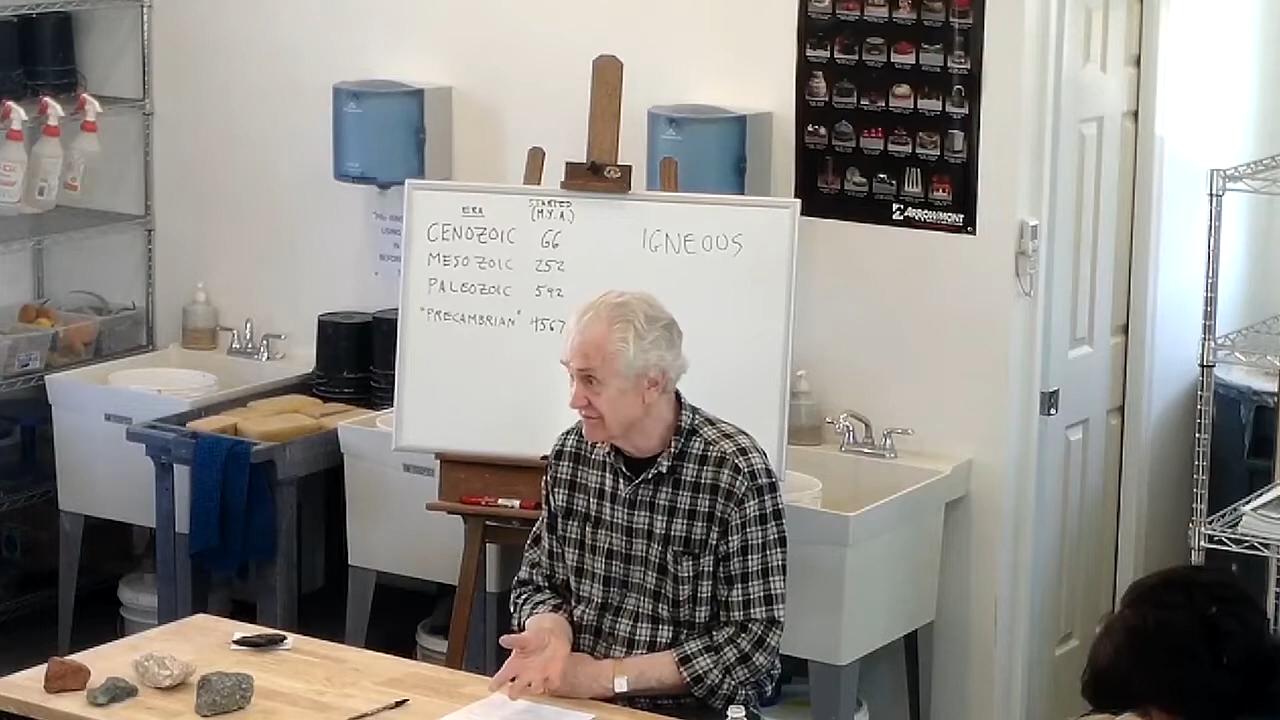 ERA STARTED (M.Y.A.)
CENOZOIC 66
MESOZOIC 252
PALEOZOIC 542
"PRECAMBRIAN" 4567
IGNEOUS
ARROWMONT